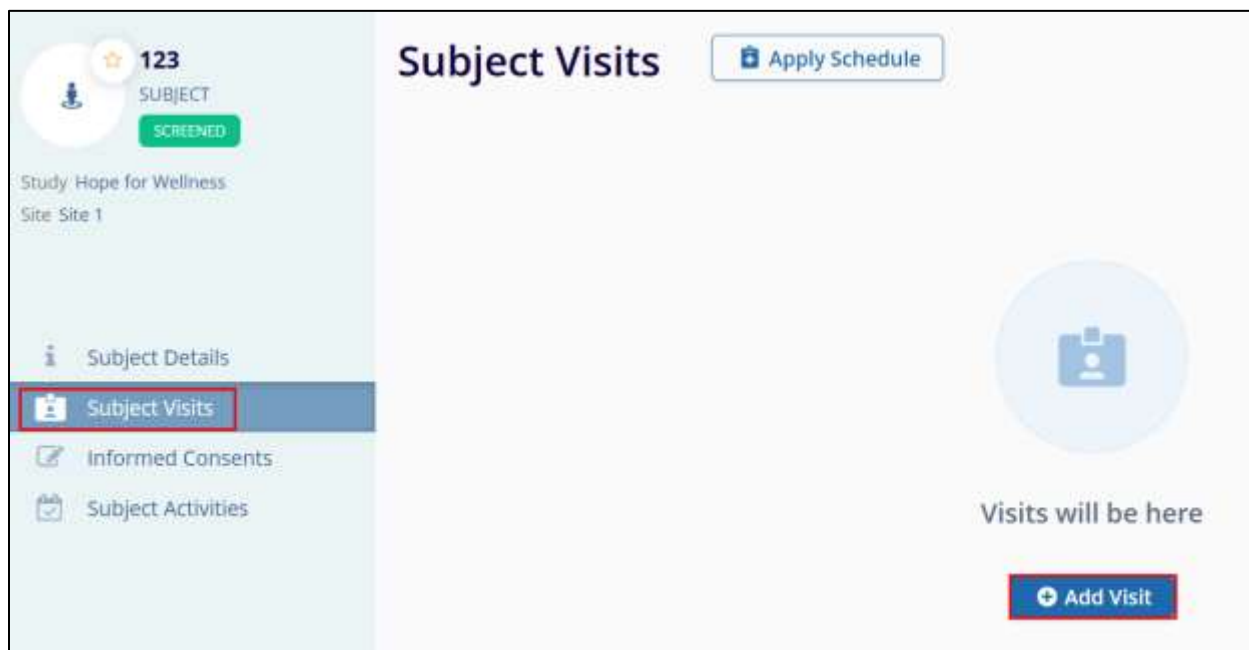 123
SUBJECT
SCREENED
Study Hope for Wellness
Site Site 1
Subject Details
Subject Visits
Informed Consents
Subject Activities
Subject Visits
Apply Schedule
Visits will be here
Add Visit